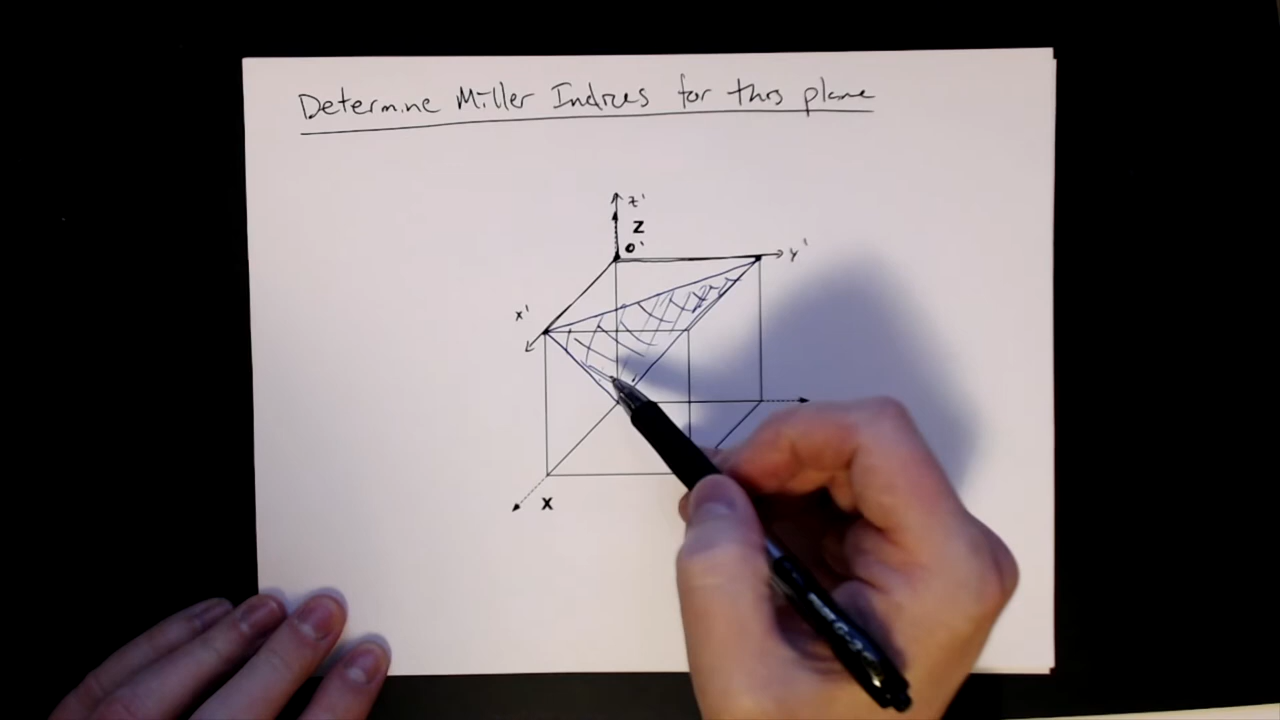 Determine Miller Indices for this plane
z'
Z
O'
y'
x'
X